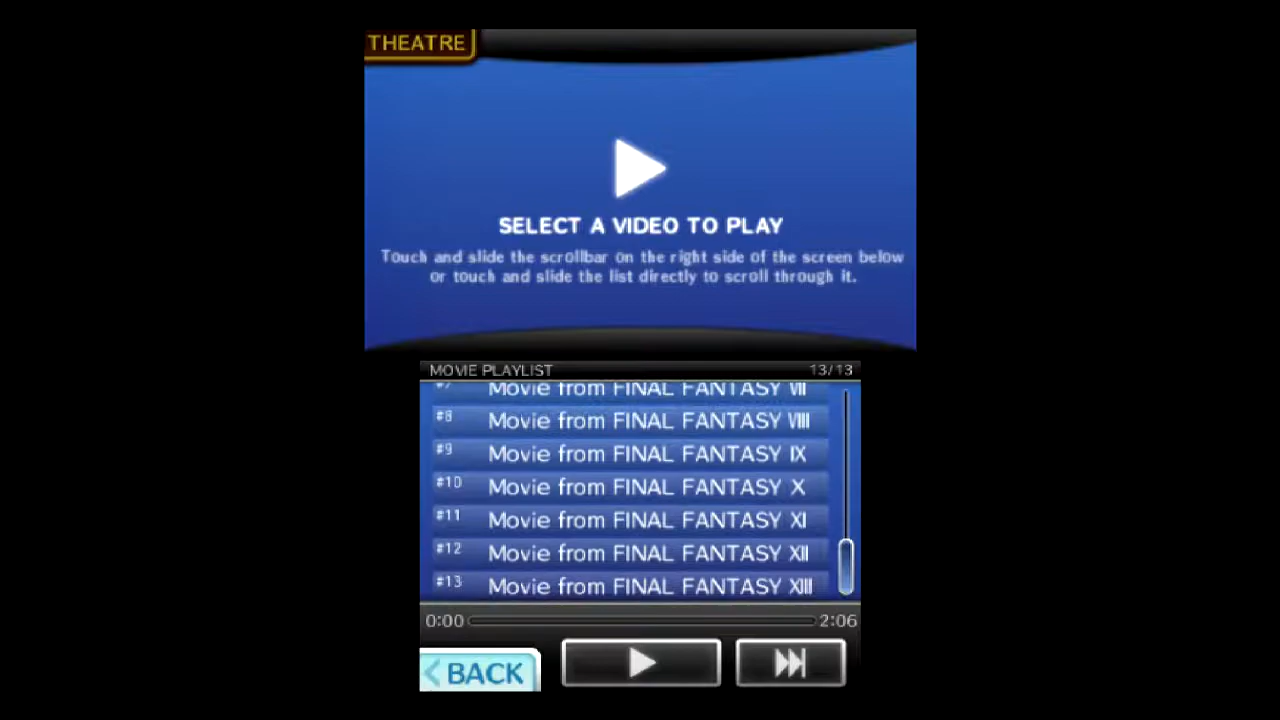 THEATRE
SELECT A VIDEO TO PLAY
Touch and slide the scrollbar on the right side of the screen below
or touch and slide the list directly to scroll through it.
MOVIE PLAYLIST 13/13
#7 Movie from FINAL FANTASY VII
#8 Movie from FINAL FANTASY VIII
#9 Movie from FINAL FANTASY IX
#10 Movie from FINAL FANTASY X
#11 Movie from FINAL FANTASY XI
#12 Movie from FINAL FANTASY XII
#13 Movie from FINAL FANTASY XIII
0:00 2:06
BACK